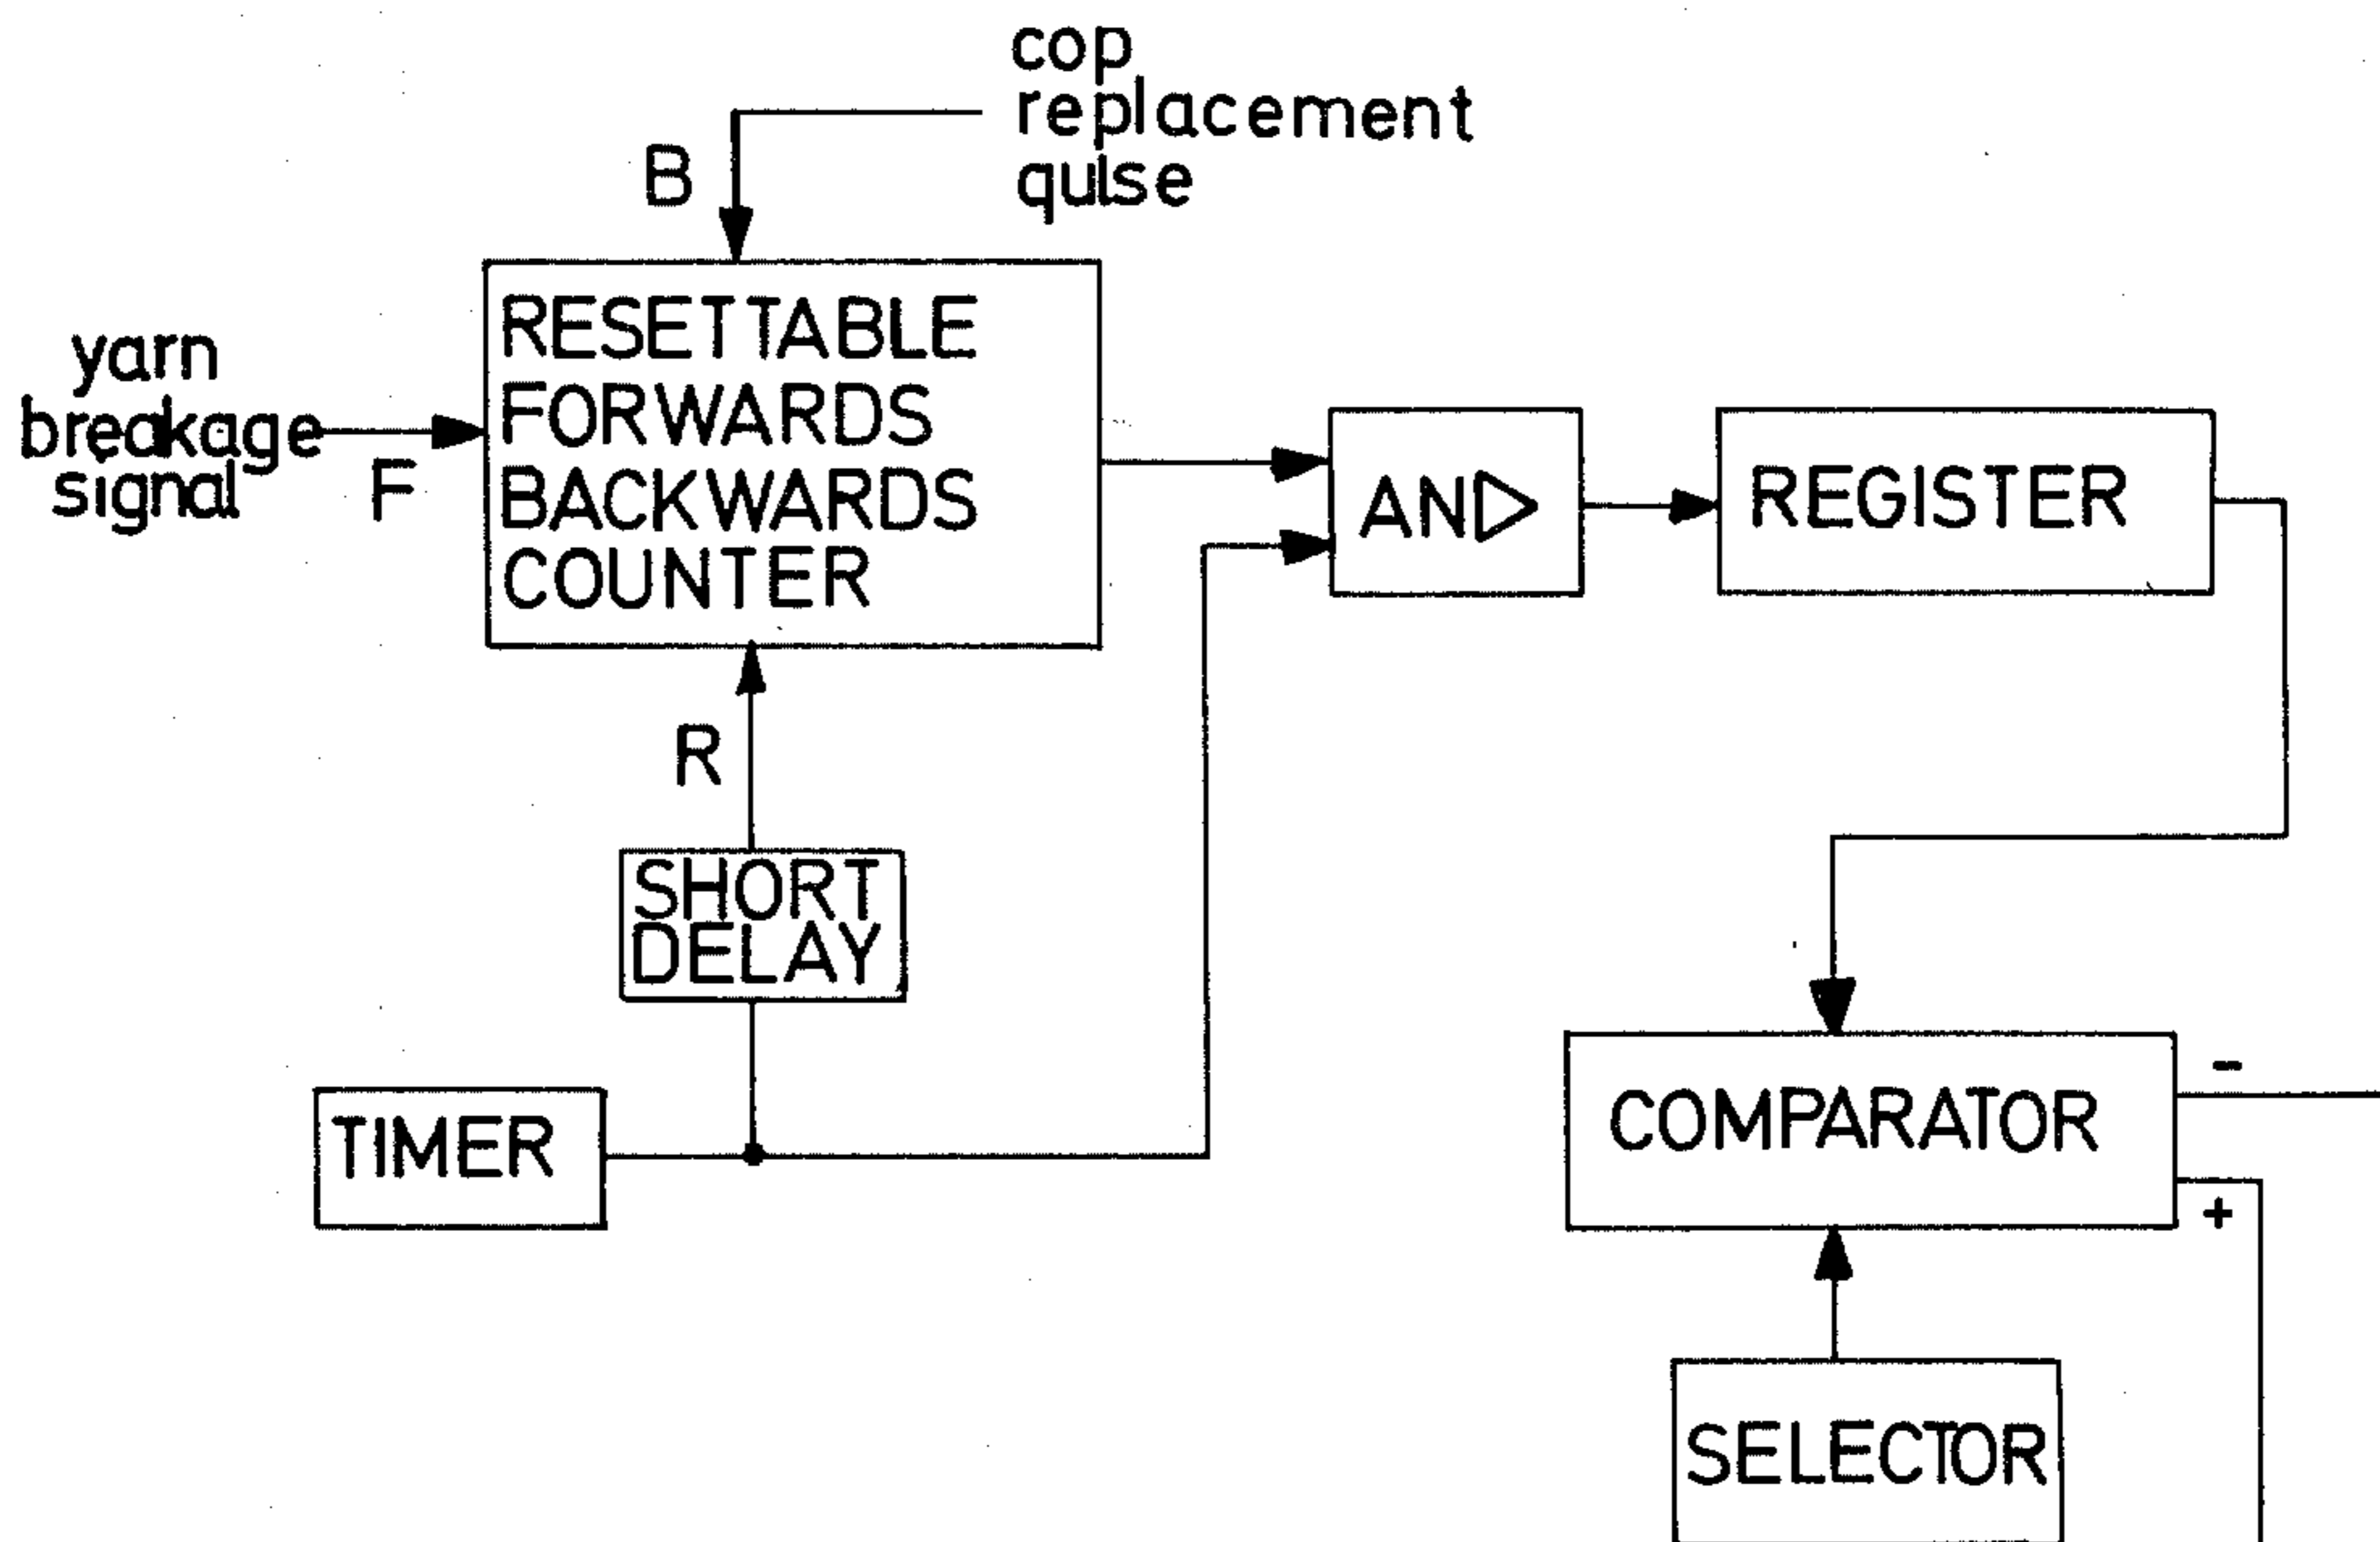 cop
replacement
qulse
B
RESETTABLE
FORWARDS
BACKWARDS
COUNTER
yarn
breakage
signal
F
AND
REGISTER
R
SHORT
DELAY
TIMER
COMPARATOR
-
+
SELECTOR